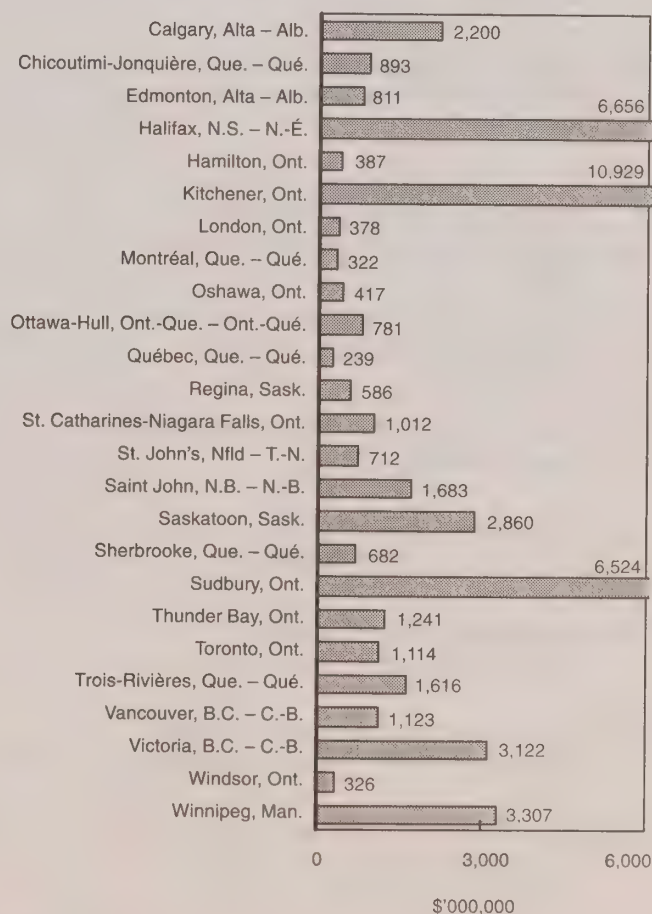 Calgary, Alta – Alb. 2,200
Chicoutimi-Jonquière, Que. – Qué. 893
Edmonton, Alta – Alb. 811
6,656
Halifax, N.S. – N.-É.
Hamilton, Ont. 387
10.929
Kitchener, Ont.
London, Ont. 378
Montréal, Que. – Qué. 322
Oshawa, Ont. 417
Ottawa-Hull, Ont.-Que. – Ont.-Qué. 781
Québec, Que. – Qué. 239
Regina, Sask. 586
St. Catharines-Niagara Falls, Ont. 1,012
St. John's, Nfld – T.-N. 712
Saint John, N.B. – N.-B. 1,683
Saskatoon, Sask. 2,860
Sherbrooke, Que. – Qué. 682
6,524
Sudbury, Ont.
Thunder Bay, Ont. 1,241
Toronto, Ont. 1,114
Trois-Rivières, Que. – Qué. 1,616
Vancouver, B.C. – C.-B. 1,123
Victoria, B.C. – C.-B. 3,122
Windsor, Ont. 326
Winnipeg, Man. 3,307
0 3,000 6,000
$'000,000